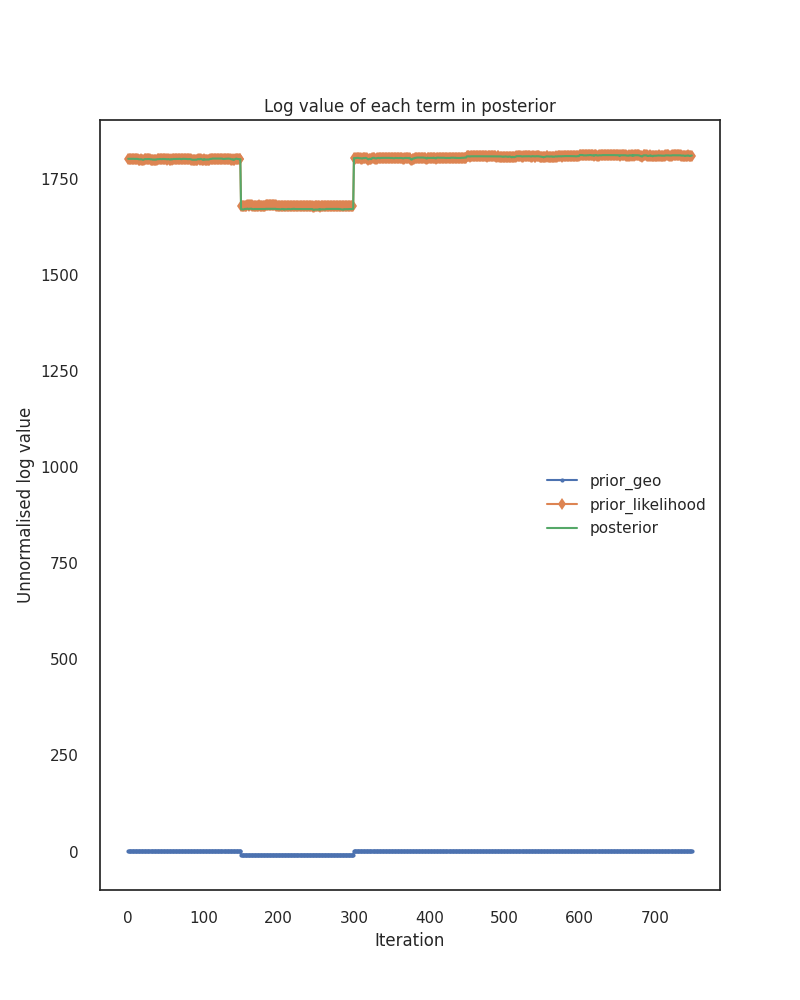 Log value of each term in posterior
Unnormalised log value
1750
1500
1250
1000
750
500
250
0
prior_geo
prior_likelihood
posterior
0 100 200 300 400 500 600 700
Iteration